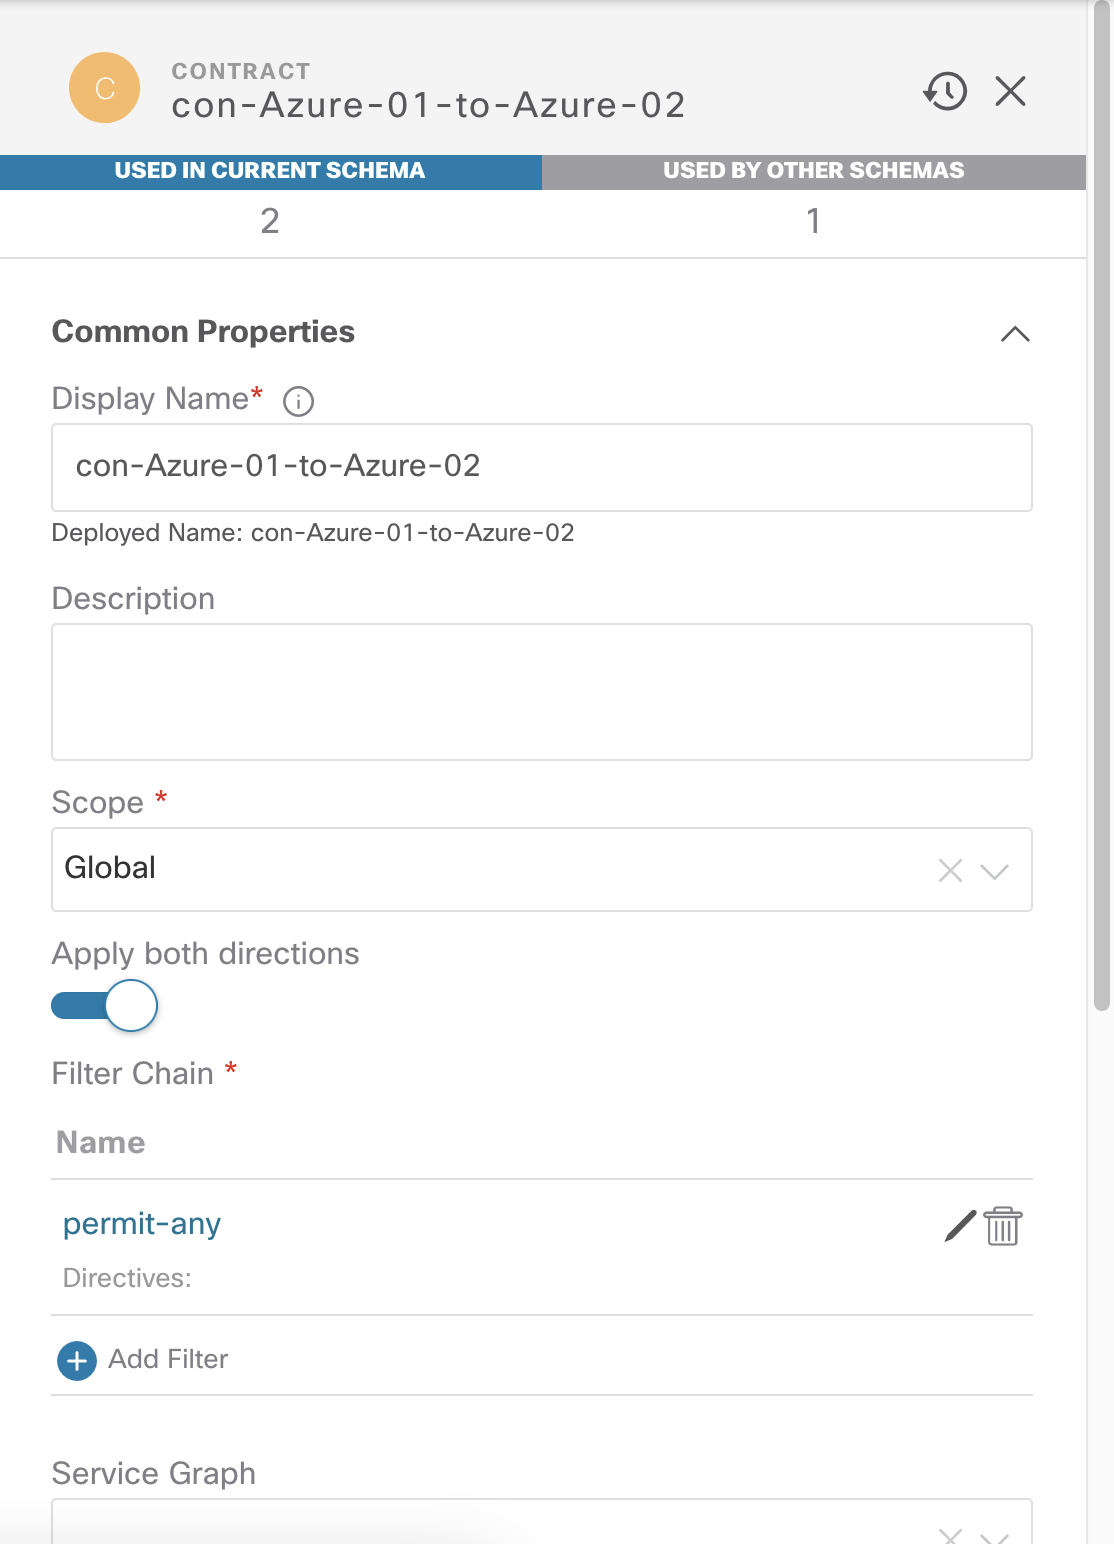 C
CONTRACT
con-Azure-01-to-Azure-02
USED IN CURRENT SCHEMA
USED BY OTHER SCHEMAS
2
1
Common Properties
Display Name*
con-Azure-01-to-Azure-02
Deployed Name: con-Azure-01-to-Azure-02
Description
Scope *
Global
Apply both directions
Filter Chain *
Name
permit-any
Directives:
Add Filter
Service Graph